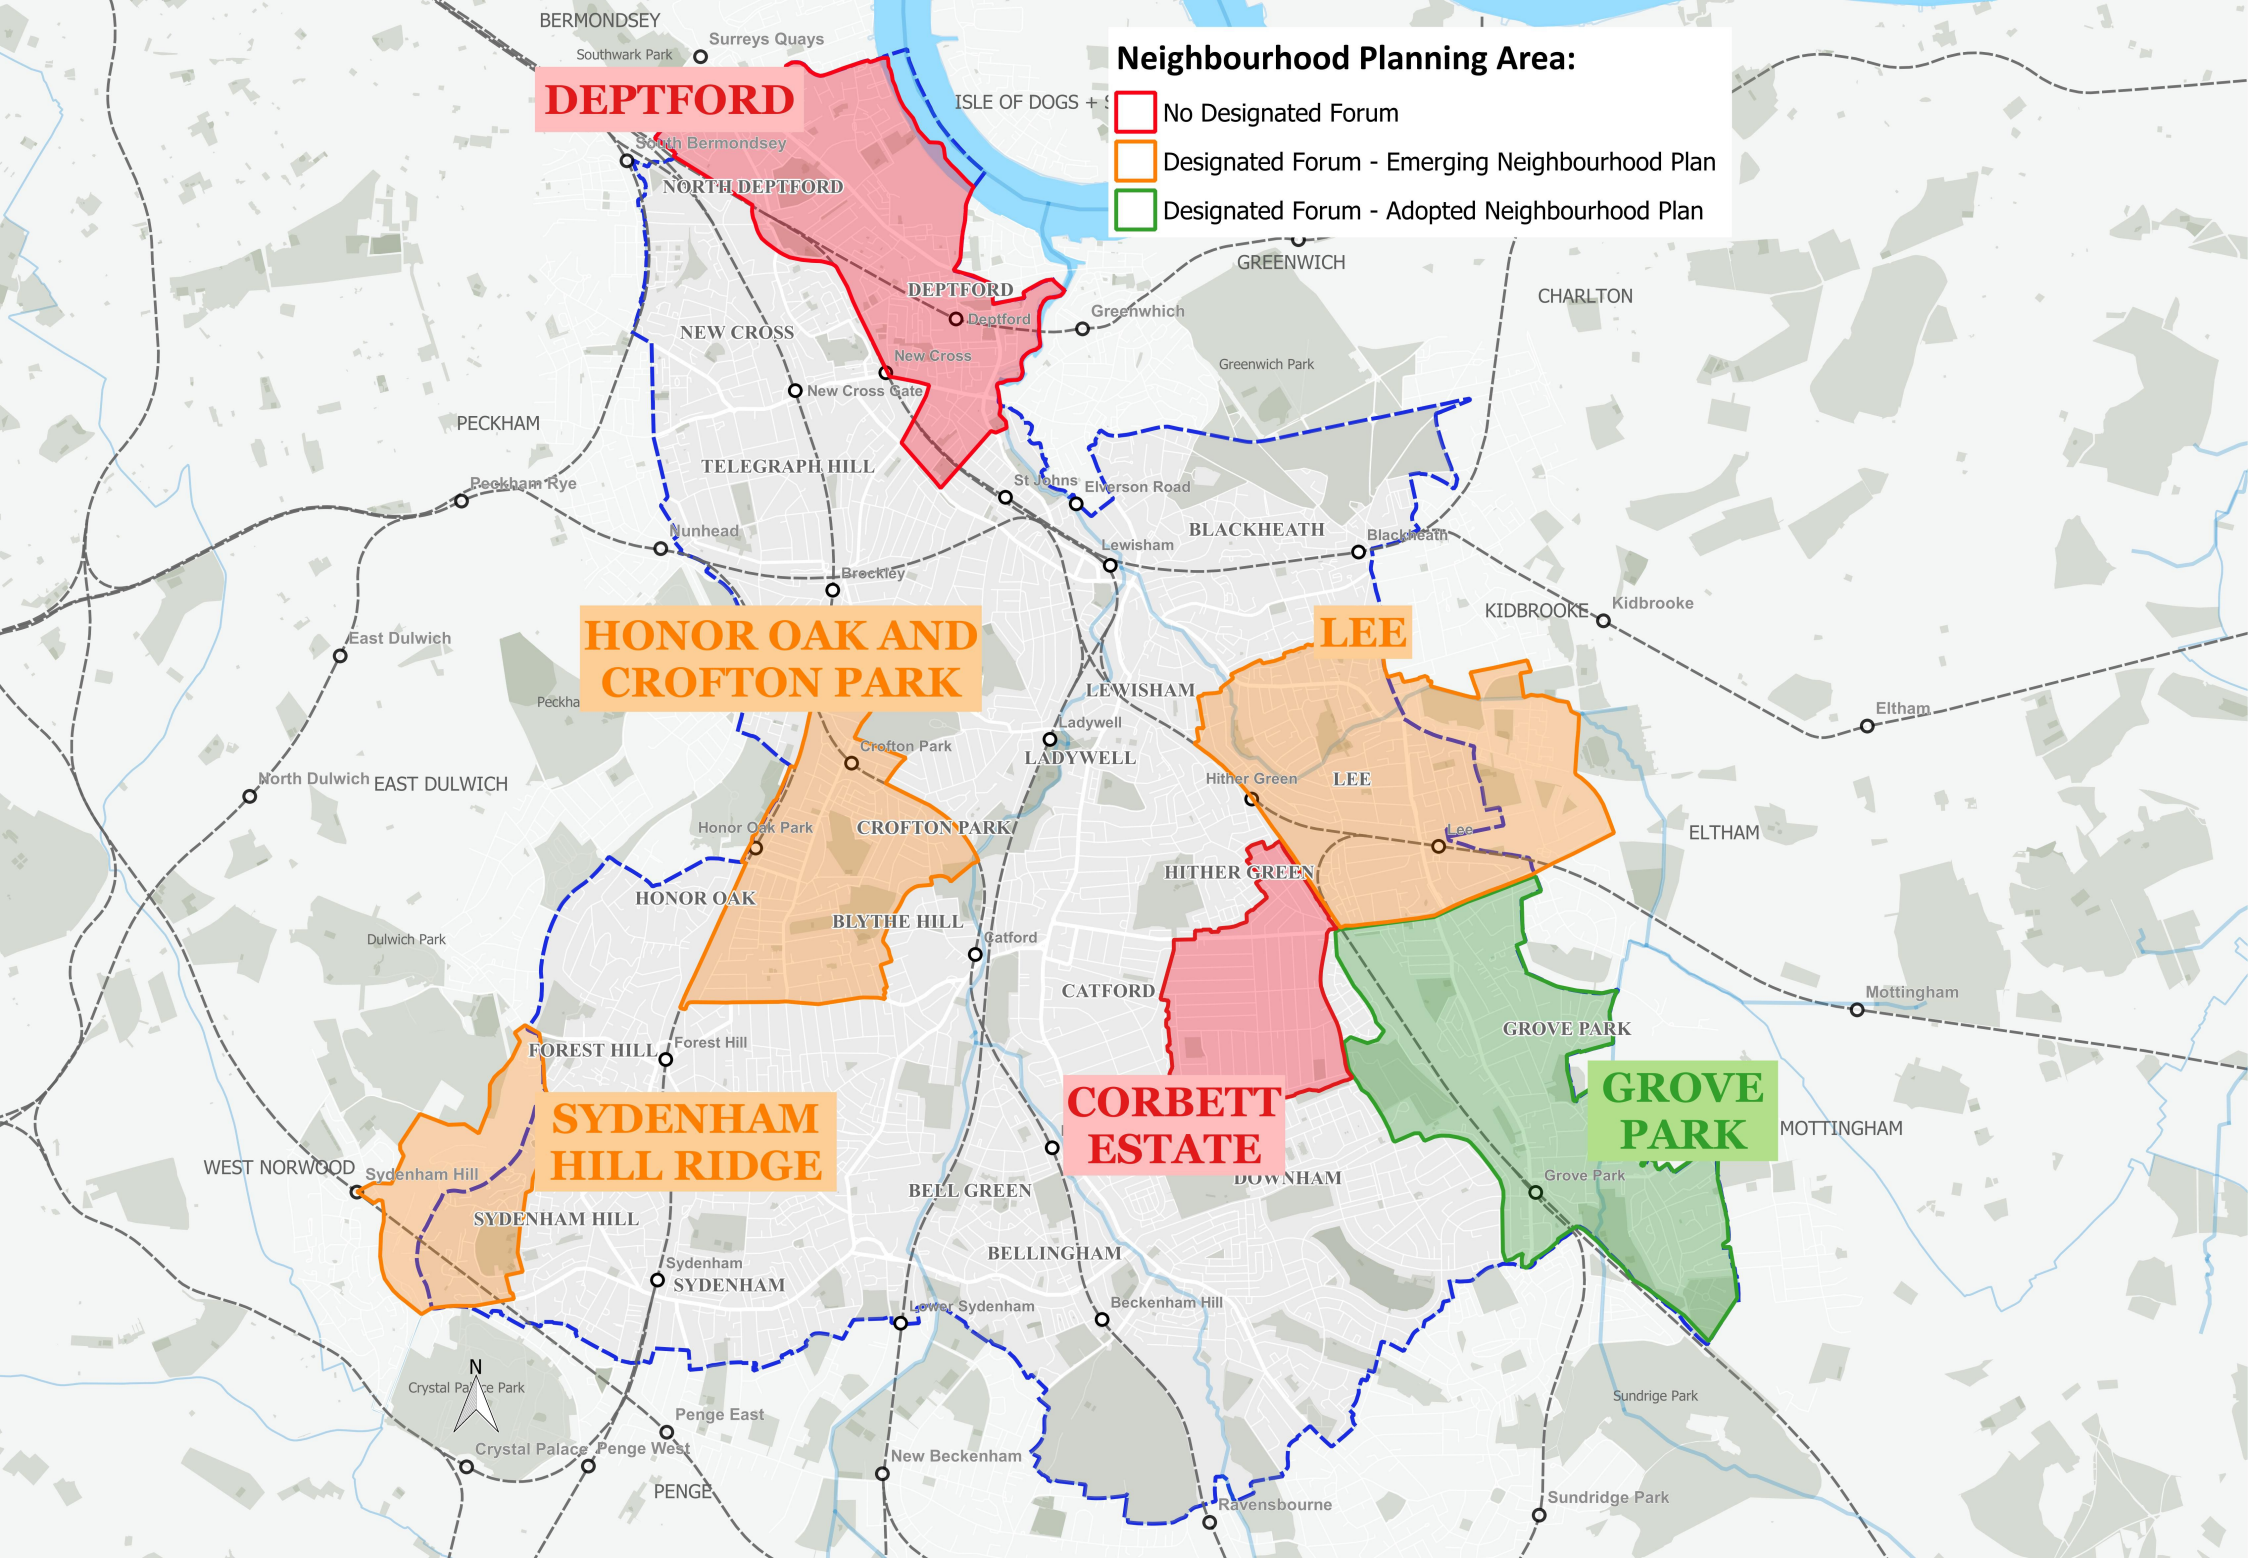 BERMONDSEY
Surreys Quays
Southwark Park
Neighbourhood Planning Area:
No Designated Forum
Designated Forum - Emerging Neighbourhood Plan
Designated Forum - Adopted Neighbourhood Plan
DEPTFORD
ISLE OF DOGS +
South Bermondsey
NORTH DEPTFORD
GREENWICH
DEPTFORD
CHARLTON
Deptford
Greenwhich
NEW CROSS
New Cross
Greenwich Park
New Cross Gate
PECKHAM
TELEGRAPH HILL
Peckham Rye
St Johns
Elverson Road
Nunhead
BLACKHEATH
Blackheath
Lewisham
Brockley
KIDBROOKE
Kidbrooke
East Dulwich
HONOR OAK AND
CROFTON PARK
LEE
LEWISHAM
Ladywell
Eltham
Crofton Park
LADYWELL
North Dulwich
EAST DULWICH
Hither Green
LEE
Honor Oak Park
CROFTON PARK
Lee
ELTHAM
HITHER GREEN
HONOR OAK
BLYTHE HILL
Dulwich Park
Catford
CATFORD
Mottingham
GROVE PARK
FOREST HILL
Forest Hill
SYDENHAM
HILL RIDGE
CORBETT
ESTATE
GROVE
PARK
MOTTINGHAM
WEST NORWOOD
Sydenham Hill
DOWNHAM
Grove Park
BELL GREEN
SYDENHAM HILL
BELLINGHAM
Sydenham
SYDENHAM
Lower Sydenham
Beckenham Hill
N
Crystal Palace Park
Sundrige Park
Penge East
Crystal Palace
Penge West
New Beckenham
PENGE
Ravensbourne
Sundridge Park